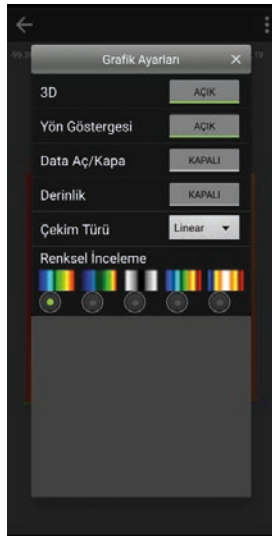 Grafik Ayarları ×
3D AÇIK
Yön Göstergesi AÇIK
Data Aç/Kapa KAPALI
Derinlik KAPALI
Çekim Türü Linear
Renksel İnceleme